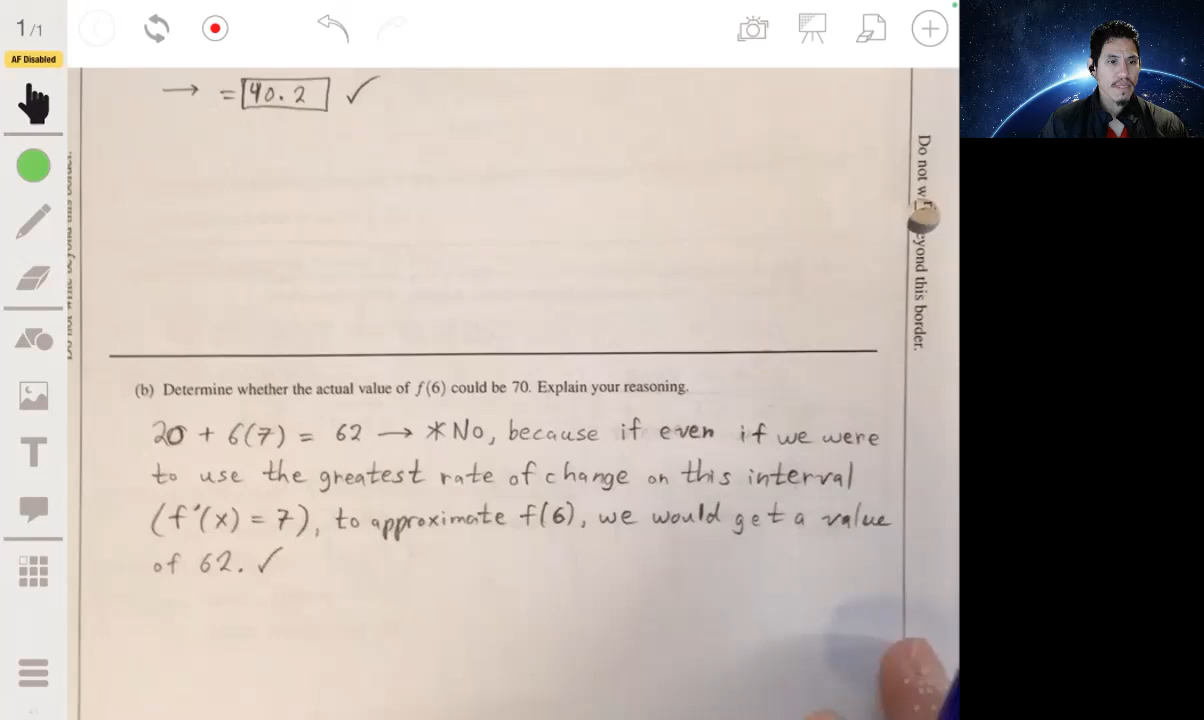 1/1
AF Disabled
→ = 40.2 ✓
Do not w
eyond this border.
(b) Determine whether the actual value of f(6) could be 70. Explain your reasoning.
20 + 6(7) = 62 → *No, because if even if we were
to use the greatest rate of change on this interval
(f'(x) = 7), to approximate f(6), we would get a value
of 62. ✓
T